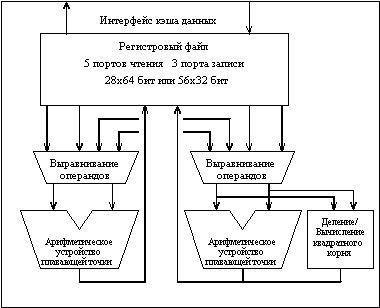 Интерфейс кэша данных
Регистровый файл
5 портов чтения 3 порта записи
28x64 бит или 56x32 бит
Выравнивание
операндов
Выравнивание
операндов
Арифметическое
устройство
плавающей точки
Арифметическое
устройство
плавающей точки
Деление/
Вычисление
квадратного
корня